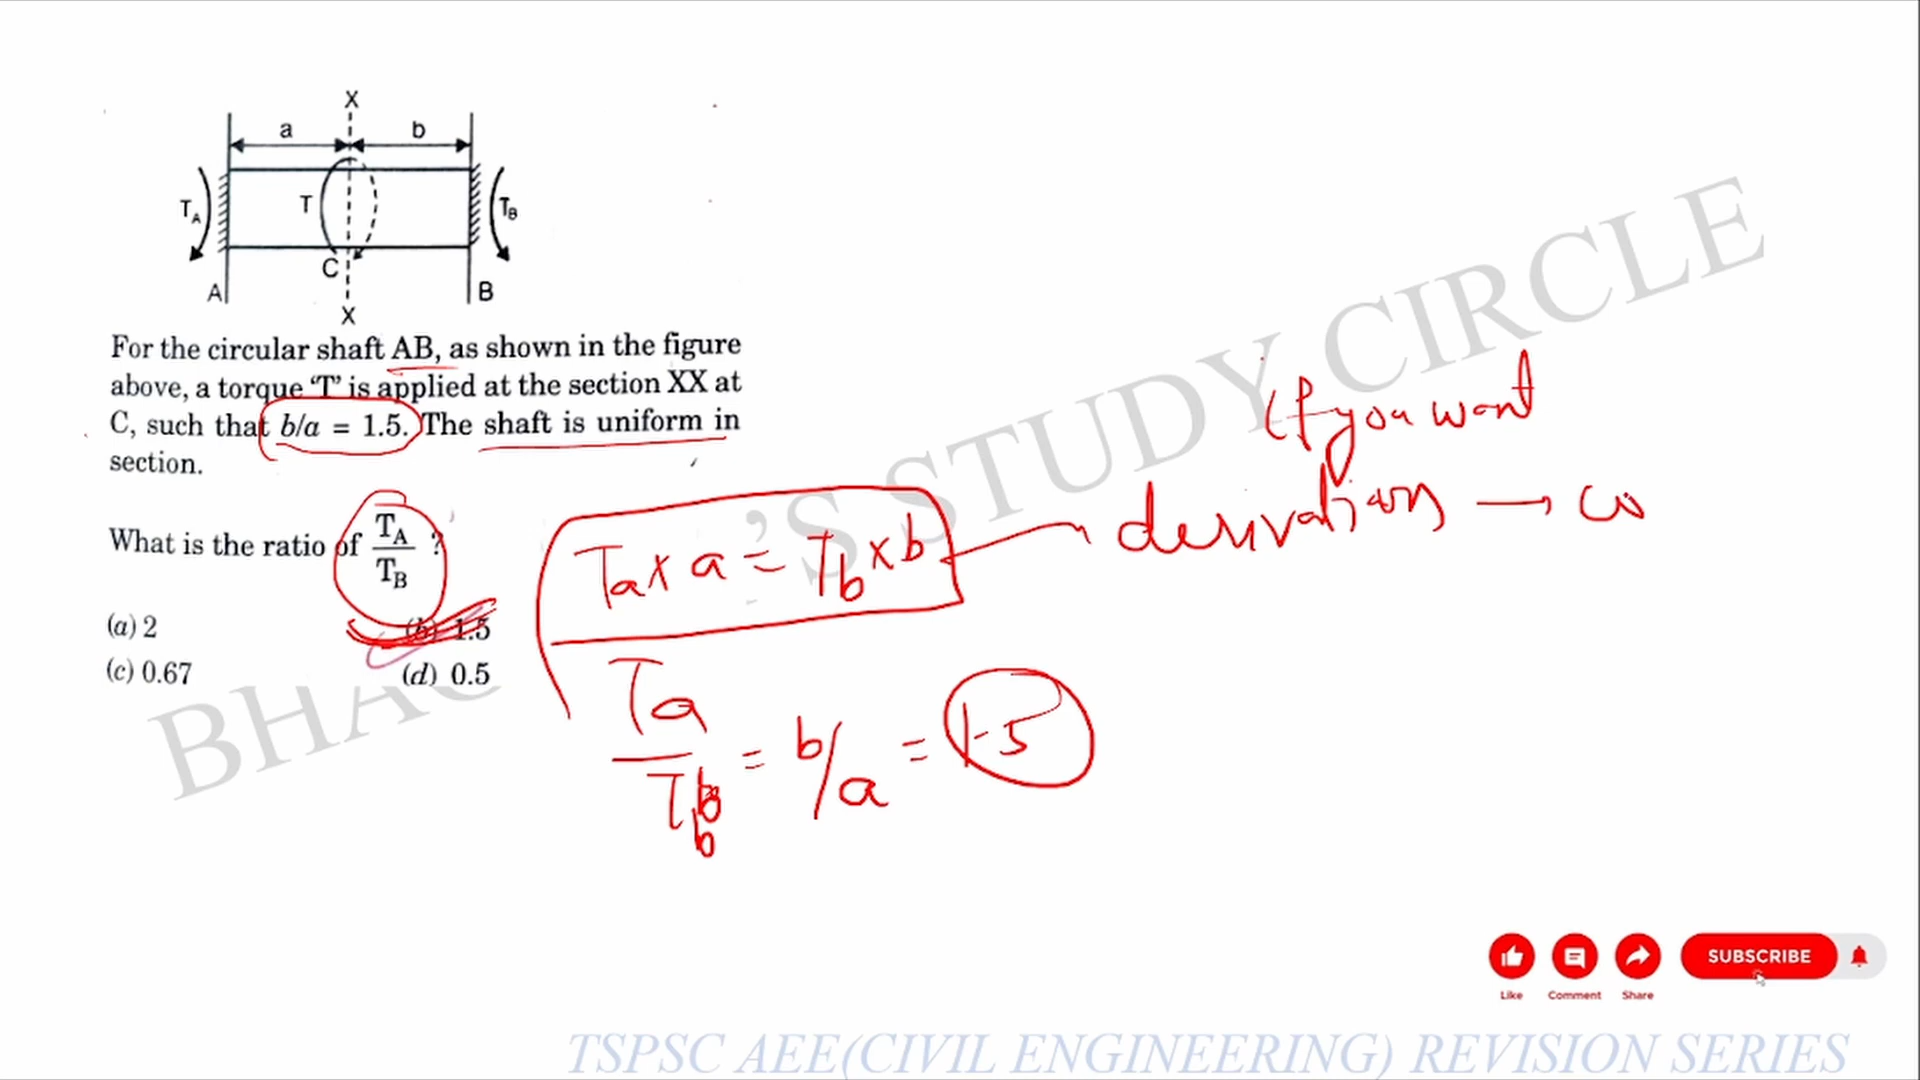 X
a b
T_A T T_B
C
A B
X
For the circular shaft AB, as shown in the figure
above, a torque ‘T’ is applied at the section XX at
C, such that b/a = 1.5. The shaft is uniform in
section.
What is the ratio of T_A/T_B ?
(a) 2 (b) 1.5
(c) 0.67 (d) 0.5
Ta × a = Tb × b
Ta/Tb = b/a = 1.5
if you want
derivations → co
’S STUDY CIRCLE
Like Comment Share SUBSCRIBE
TSPSC AEE(CIVIL ENGINEERING) REVISION SERIES